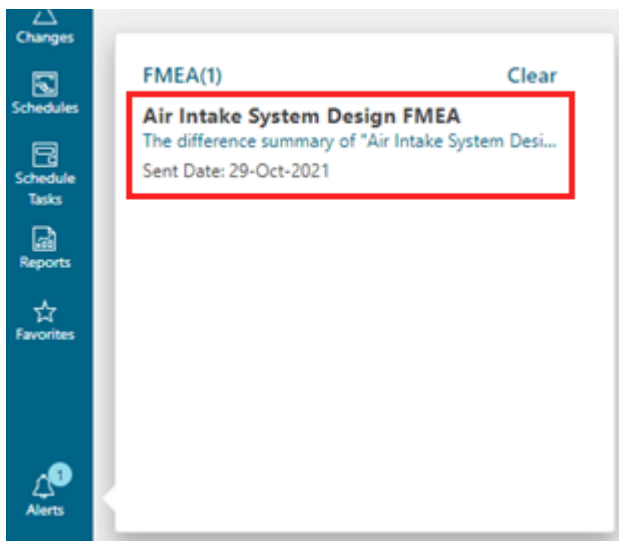 Changes
Schedules
Schedule
Tasks
Reports
Favorites
1
Alerts
FMEA(1) Clear
Air Intake System Design FMEA
The difference summary of "Air Intake System Desi...
Sent Date: 29-Oct-2021